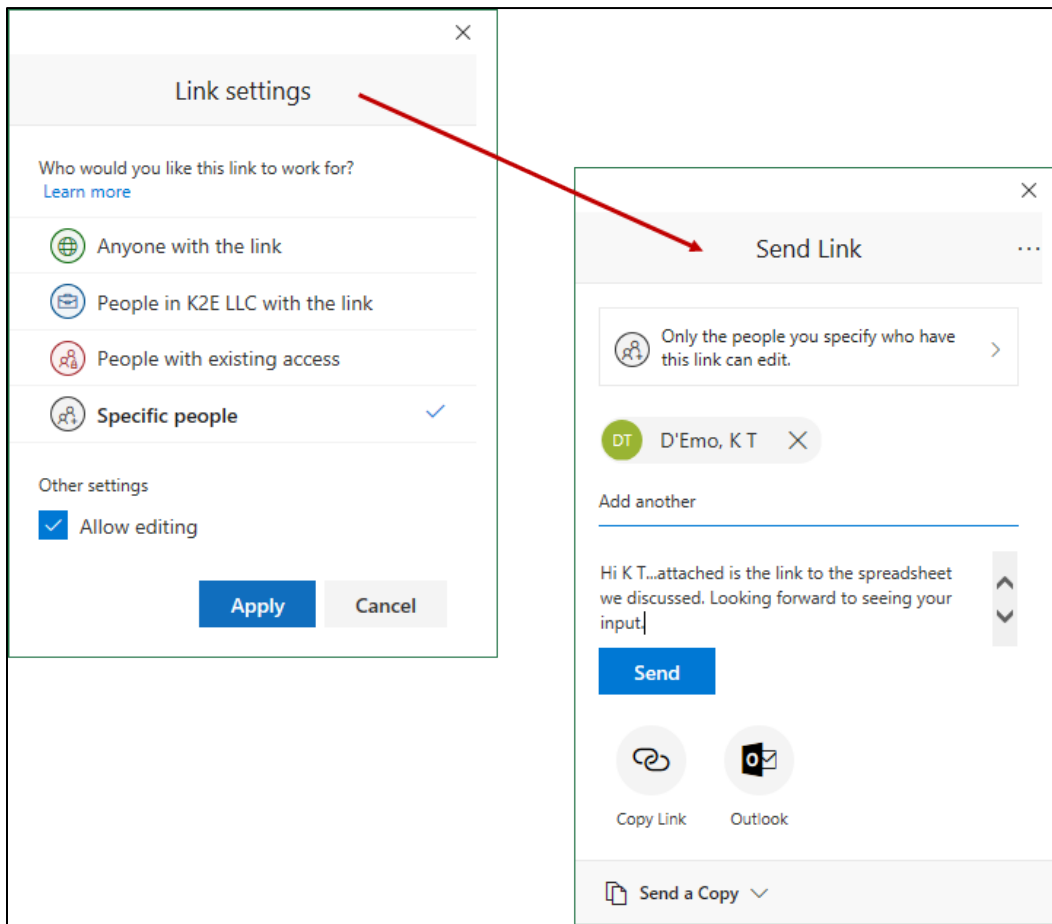 Link settings
Who would you like this link to work for?
Learn more
Anyone with the link
People in K2E LLC with the link
People with existing access
Specific people
Other settings
Allow editing
Apply
Cancel
Send Link
Only the people you specify who have
this link can edit.
DT
D'Emo, K T
Add another
Hi K T...attached is the link to the spreadsheet
we discussed. Looking forward to seeing your
input.
Send
Copy Link
Outlook
Send a Copy